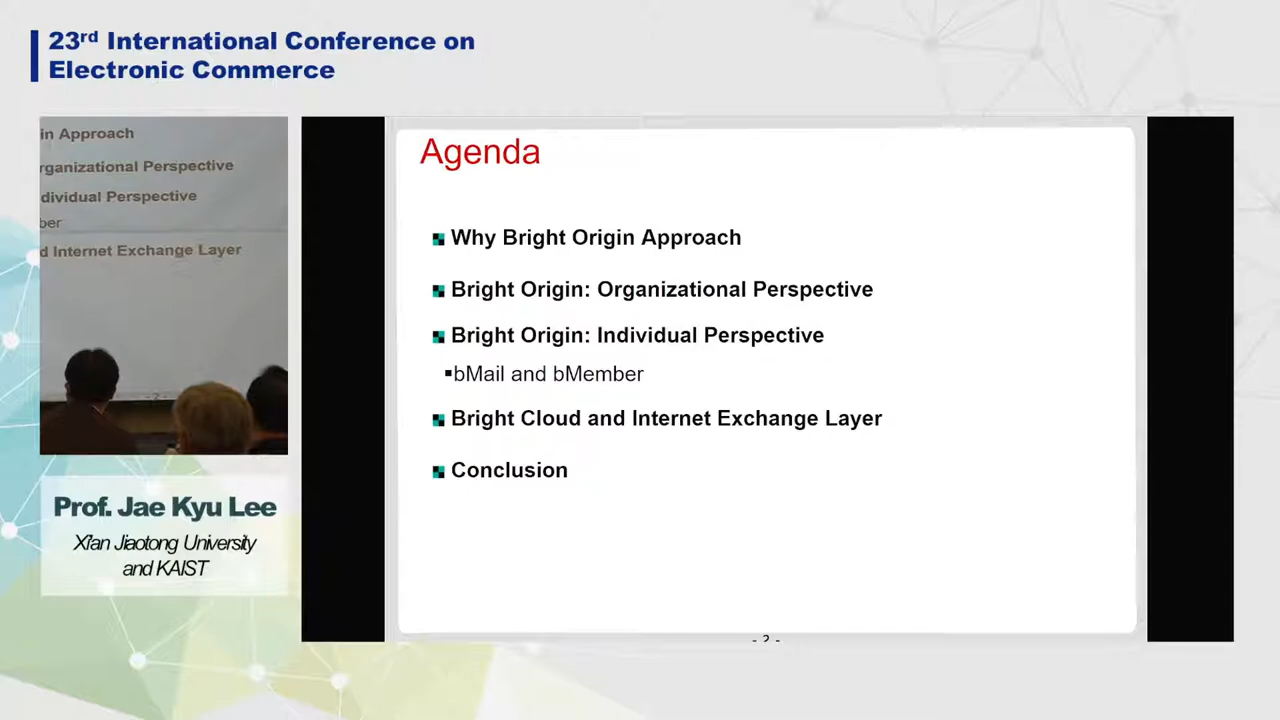 23rd International Conference on
Electronic Commerce
in Approach
rganizational Perspective
dividual Perspective
ber
d Internet Exchange Layer
- 2 -
Prof. Jae Kyu Lee
Xi'an Jiaotong University
and KAIST
Agenda
Why Bright Origin Approach
Bright Origin: Organizational Perspective
Bright Origin: Individual Perspective
bMail and bMember
Bright Cloud and Internet Exchange Layer
Conclusion
- 2 -